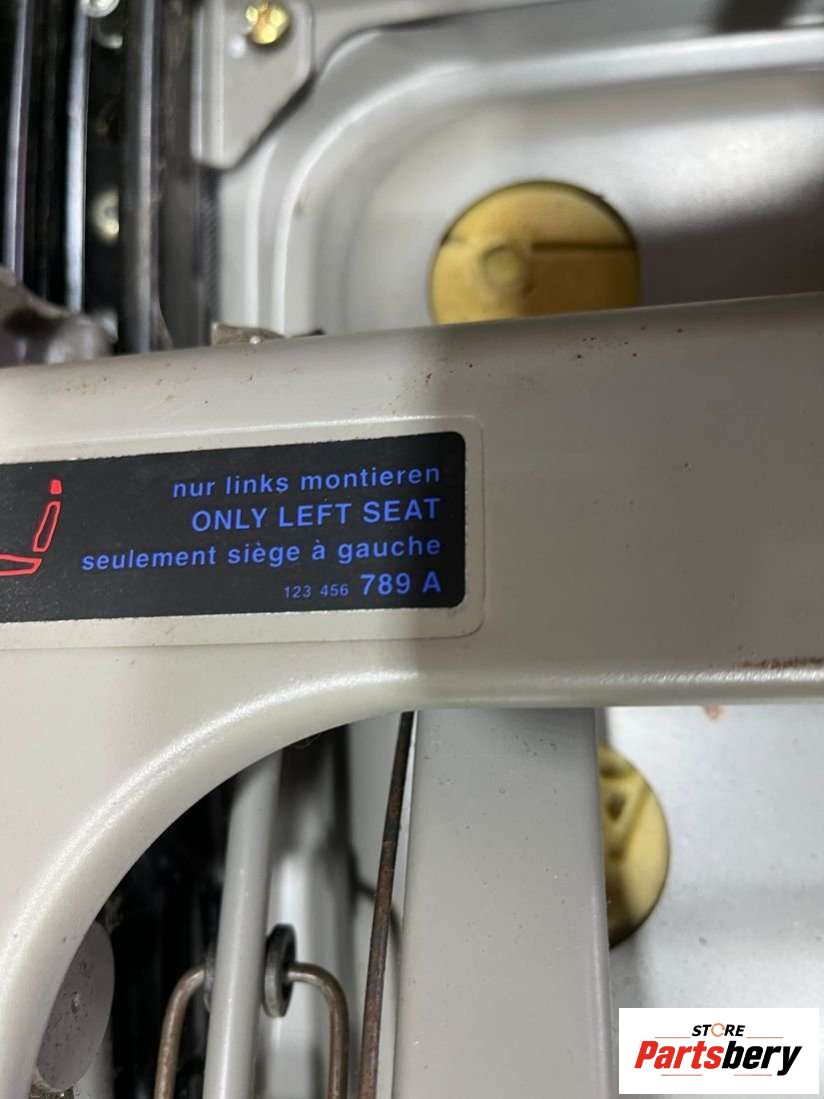 nur links montieren
ONLY LEFT SEAT
seulement siège à gauche
123 456 789 A
STORE
Partsbery